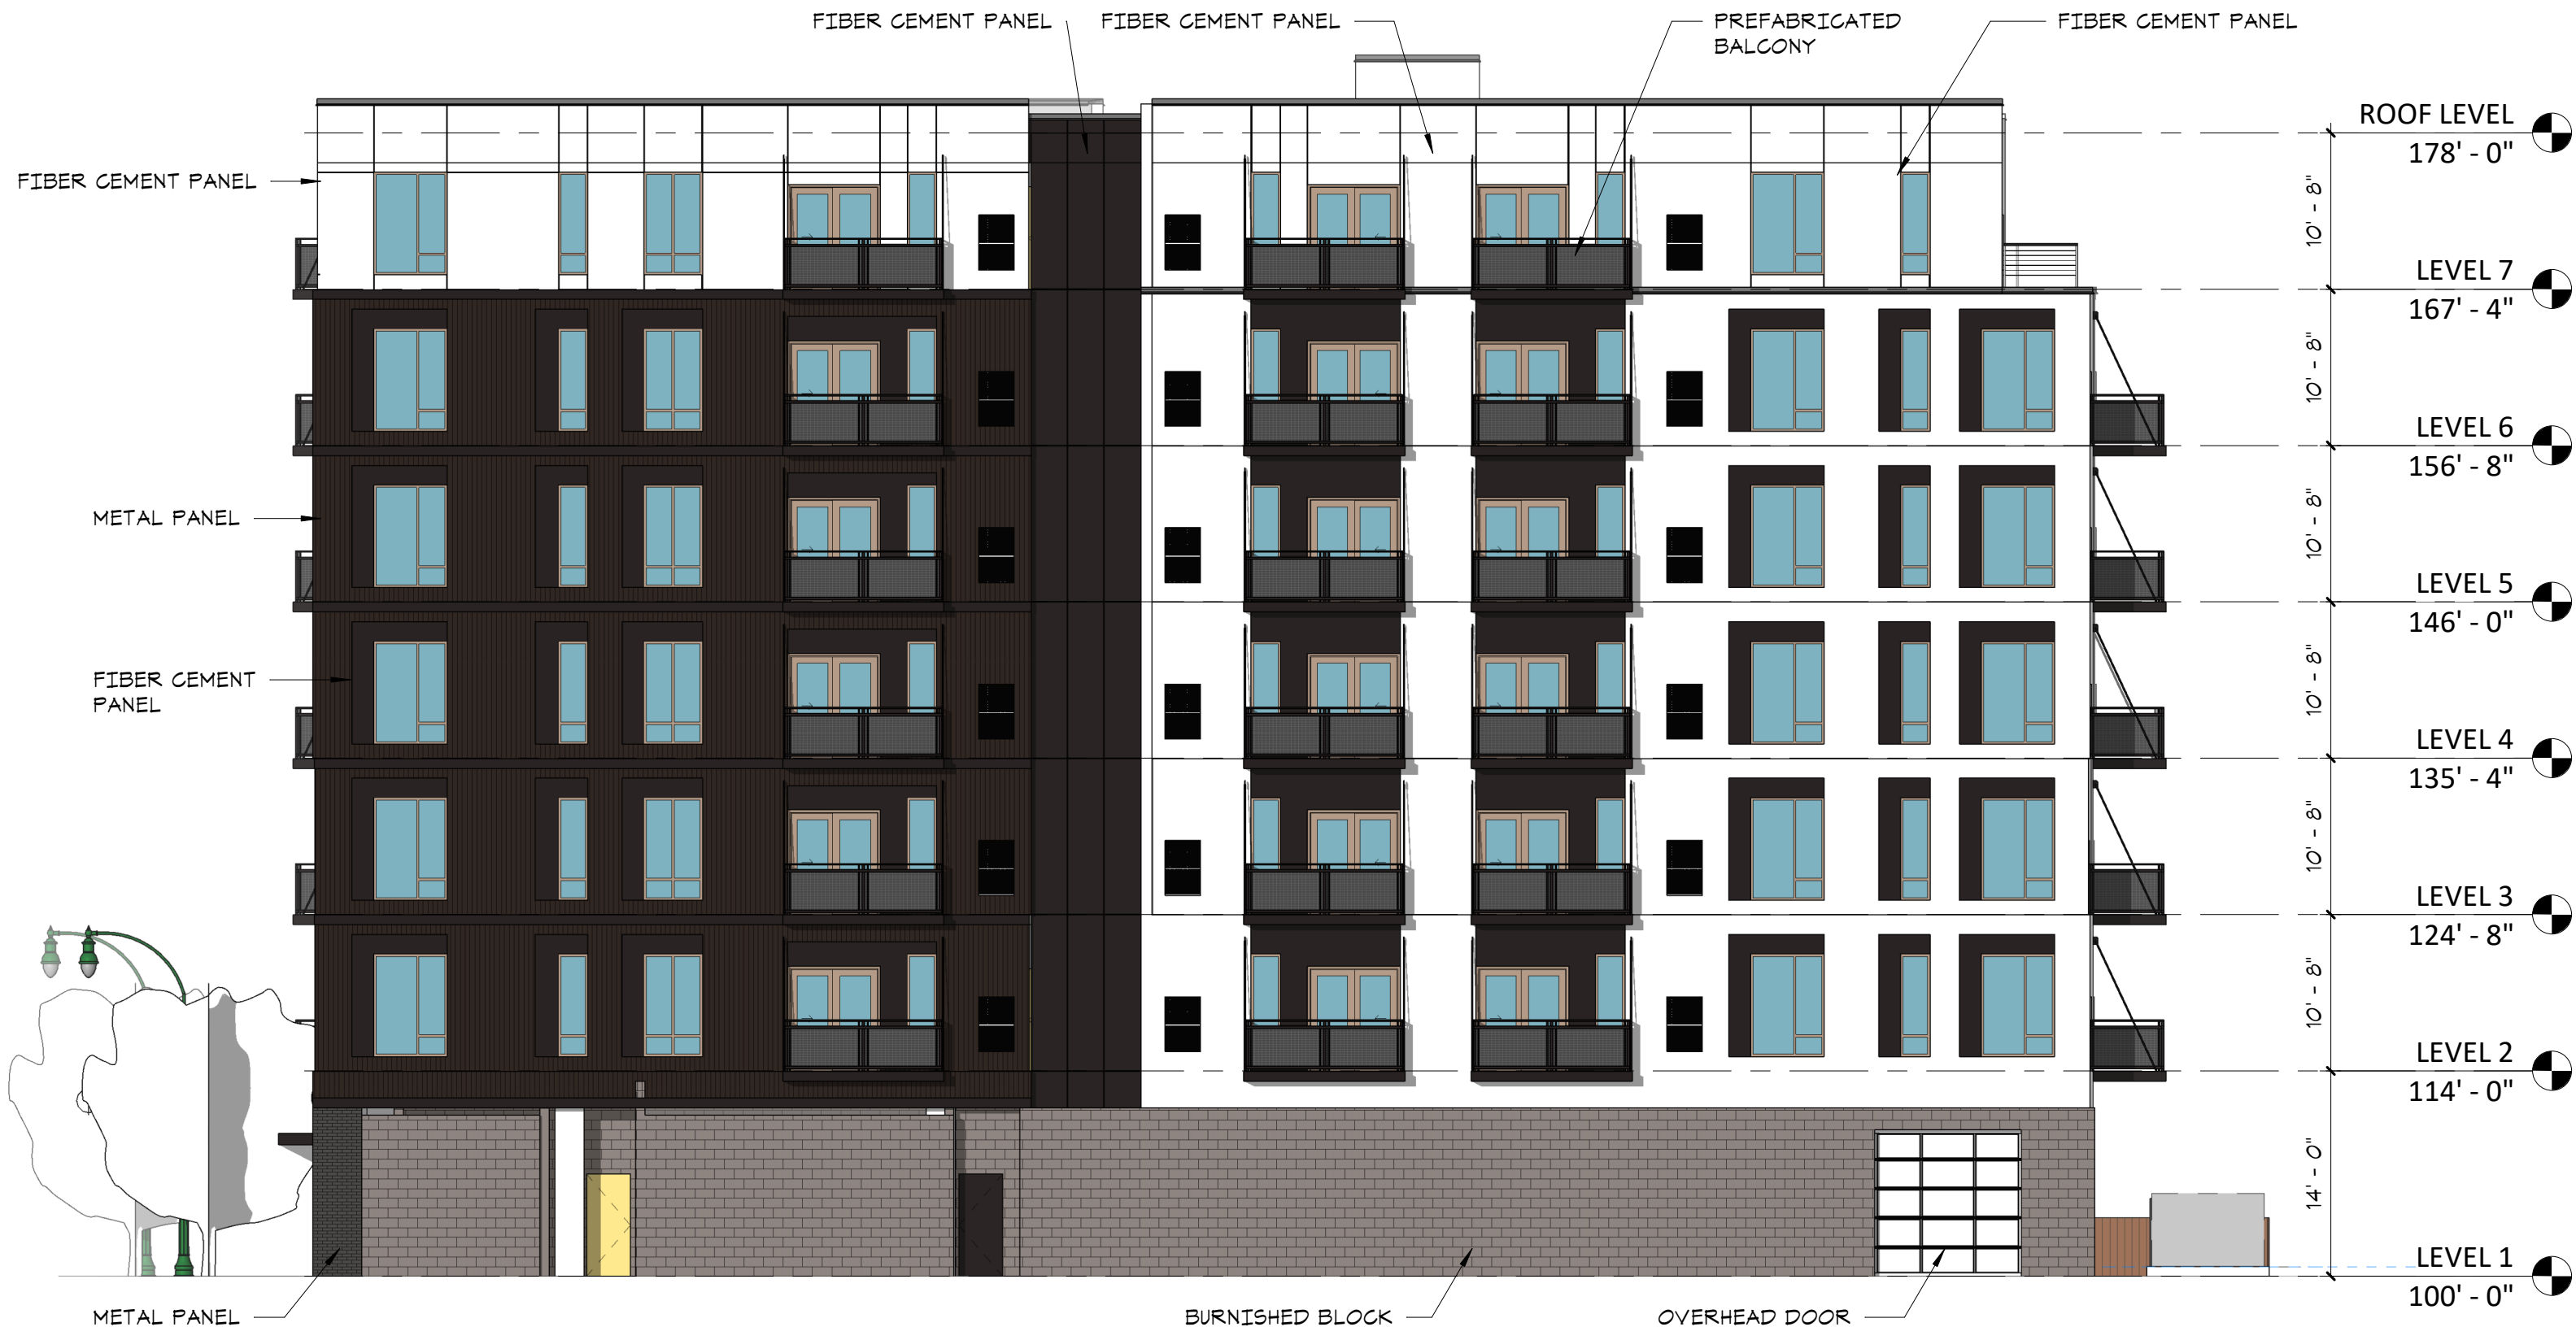 FIBER CEMENT PANEL
FIBER CEMENT PANEL
PREFABRICATED
BALCONY
FIBER CEMENT PANEL
ROOF LEVEL
178' - 0"
FIBER CEMENT PANEL
10' - 8"
LEVEL 7
167' - 4"
10' - 8"
LEVEL 6
156' - 8"
METAL PANEL
10' - 8"
LEVEL 5
146' - 0"
FIBER CEMENT
PANEL
10' - 8"
LEVEL 4
135' - 4"
10' - 8"
LEVEL 3
124' - 8"
10' - 8"
LEVEL 2
114' - 0"
14' - 0"
LEVEL 1
100' - 0"
METAL PANEL
BURNISHED BLOCK
OVERHEAD DOOR